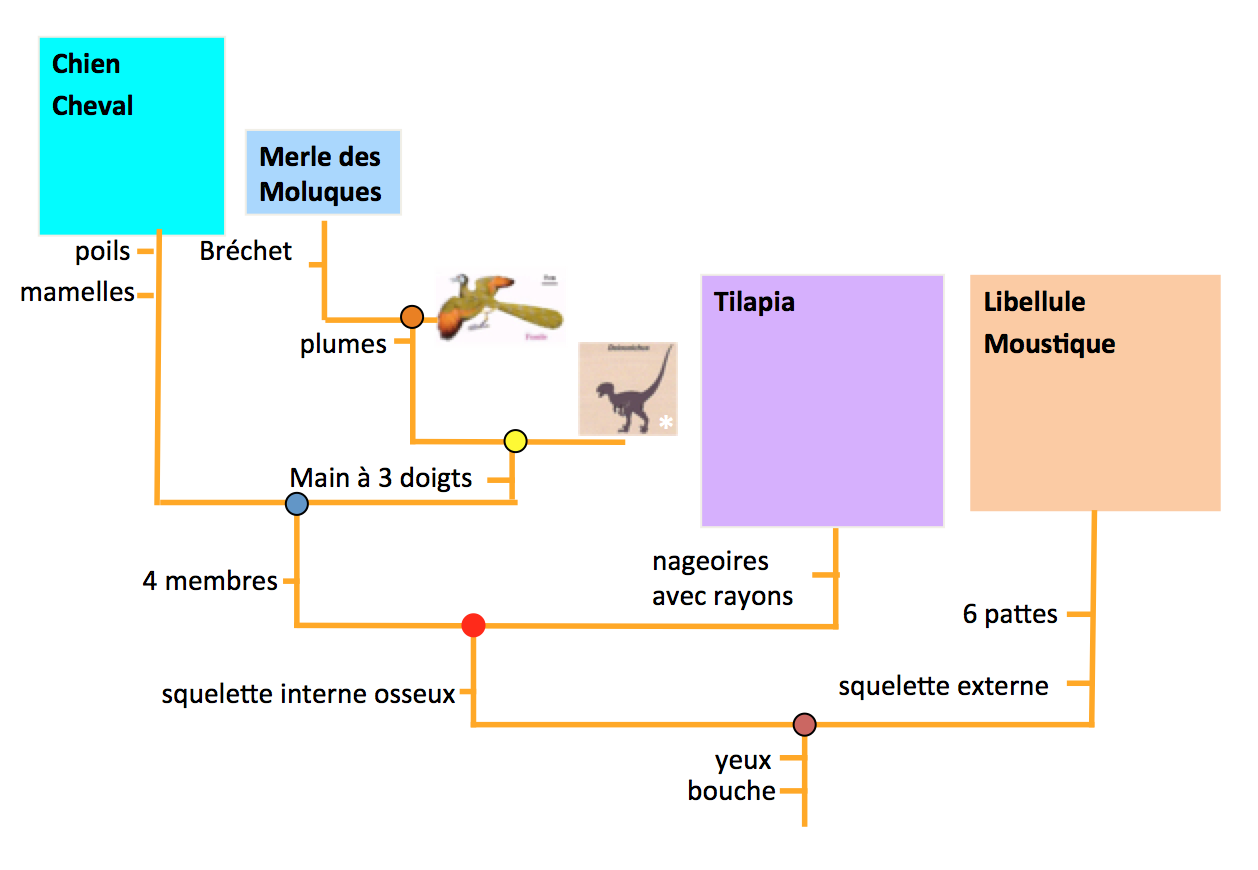 Chien
Cheval
Merle des
Moluques
poils
Bréchet
mamelles
Tilapia
Libellule
Moustique
plumes
Main à 3 doigts
nageoires
avec rayons
4 membres
6 pattes
squelette interne osseux
squelette externe
yeux
bouche